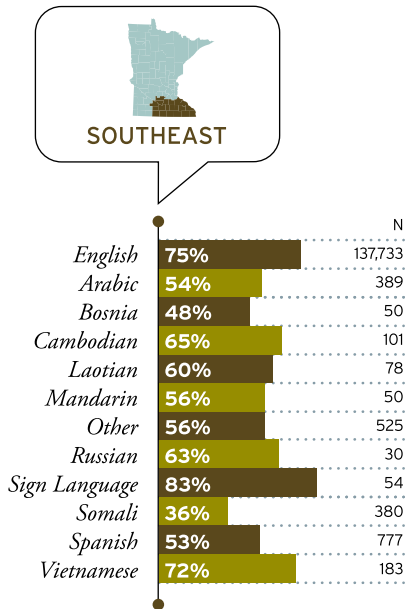 SOUTHEAST
N
English 75% 137,733
Arabic 54% 389
Bosnia 48% 50
Cambodian 65% 101
Laotian 60% 78
Mandarin 56% 50
Other 56% 525
Russian 63% 30
Sign Language 83% 54
Somali 36% 380
Spanish 53% 777
Vietnamese 72% 183